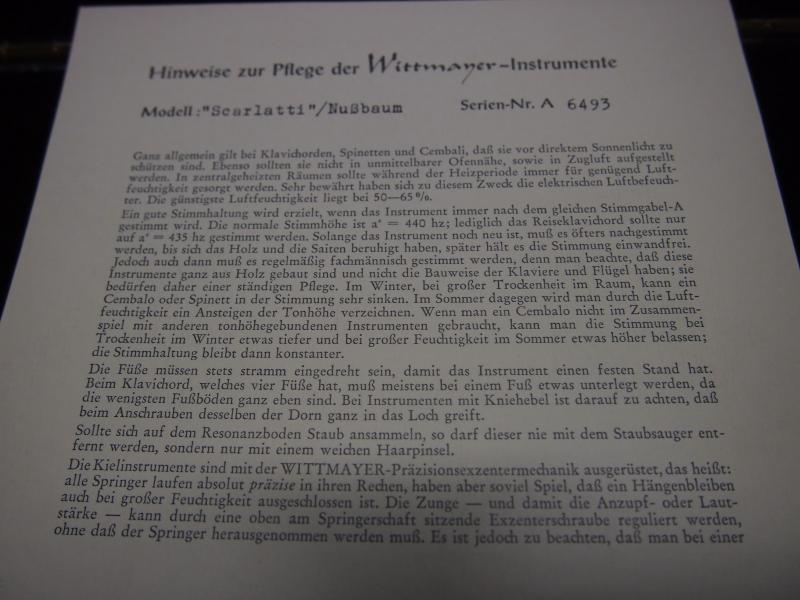 Hinweise zur Pflege der Wittmayer-Instrumente
Modell: "Scarlatti"/Nußbaum Serien-Nr. A 6493
Ganz allgemein gilt bei Klavichorden, Spinetten und Cembali, daß sie vor direktem Sonnenlicht zu
schützen sind. Ebenso sollten sie nicht in unmittelbarer Ofennähe, sowie in Zugluft aufgestellt
werden. In zentralgeheizten Räumen sollte während der Heizperiode immer für genügend Luft-
feuchtigkeit gesorgt werden. Sehr bewährt haben sich zu diesem Zweck die elektrischen Luftbefeuch-
ter. Die günstigste Luftfeuchtigkeit liegt bei 50—65 %.
Ein gute Stimmhaltung wird erzielt, wenn das Instrument immer nach dem gleichen Stimmgabel-A
gestimmt wird. Die normale Stimmhöhe ist a' = 440 hz; lediglich das Reiseklavichord sollte nur
auf a' = 435 hz gestimmt werden. Solange das Instrument noch neu ist, muß es öfters nachgestimmt
werden, bis sich das Holz und die Saiten beruhigt haben, später hält es die Stimmung einwandfrei.
Jedoch auch dann muß es regelmäßig fachmännisch gestimmt werden, denn man beachte, daß diese
Instrumente ganz aus Holz gebaut sind und nicht die Bauweise der Klaviere und Flügel haben; sie
bedürfen daher einer ständigen Pflege. Im Winter, bei großer Trockenheit im Raum, kann ein
Cembalo oder Spinett in der Stimmung sehr sinken. Im Sommer dagegen wird man durch die Luft-
feuchtigkeit ein Ansteigen der Tonhöhe verzeichnen. Wenn man ein Cembalo nicht im Zusammen-
spiel mit anderen tonhöhegebundenen Instrumenten gebraucht, kann man die Stimmung bei
Trockenheit im Winter etwas tiefer und bei großer Feuchtigkeit im Sommer etwas höher belassen;
die Stimmhaltung bleibt dann konstanter.
Die Füße müssen stets stramm eingedreht sein, damit das Instrument einen festen Stand hat.
Beim Klavichord, welches vier Füße hat, muß meistens bei einem Fuß etwas unterlegt werden, da
die wenigsten Fußböden ganz eben sind. Bei Instrumenten mit Kniehebel ist darauf zu achten, daß
beim Anschrauben desselben der Dorn ganz in das Loch greift.
Sollte sich auf dem Resonanzboden Staub ansammeln, so darf dieser nie mit dem Staubsauger ent-
fernt werden, sondern nur mit einem weichen Haarpinsel.
Die Kielinstrumente sind mit der WITTMAYER-Präzisionsexzentermechanik ausgerüstet, das heißt:
alle Springer laufen absolut präzise in ihren Rechen, haben aber soviel Spiel, daß ein Hängenbleiben
auch bei großer Feuchtigkeit ausgeschlossen ist. Die Zunge — und damit die Anzupf- oder Laut-
stärke — kann durch eine oben am Springerschaft sitzende Exzenterschraube reguliert werden,
ohne daß der Springer herausgenommen werden muß. Es ist jedoch zu beachten, daß man bei einer